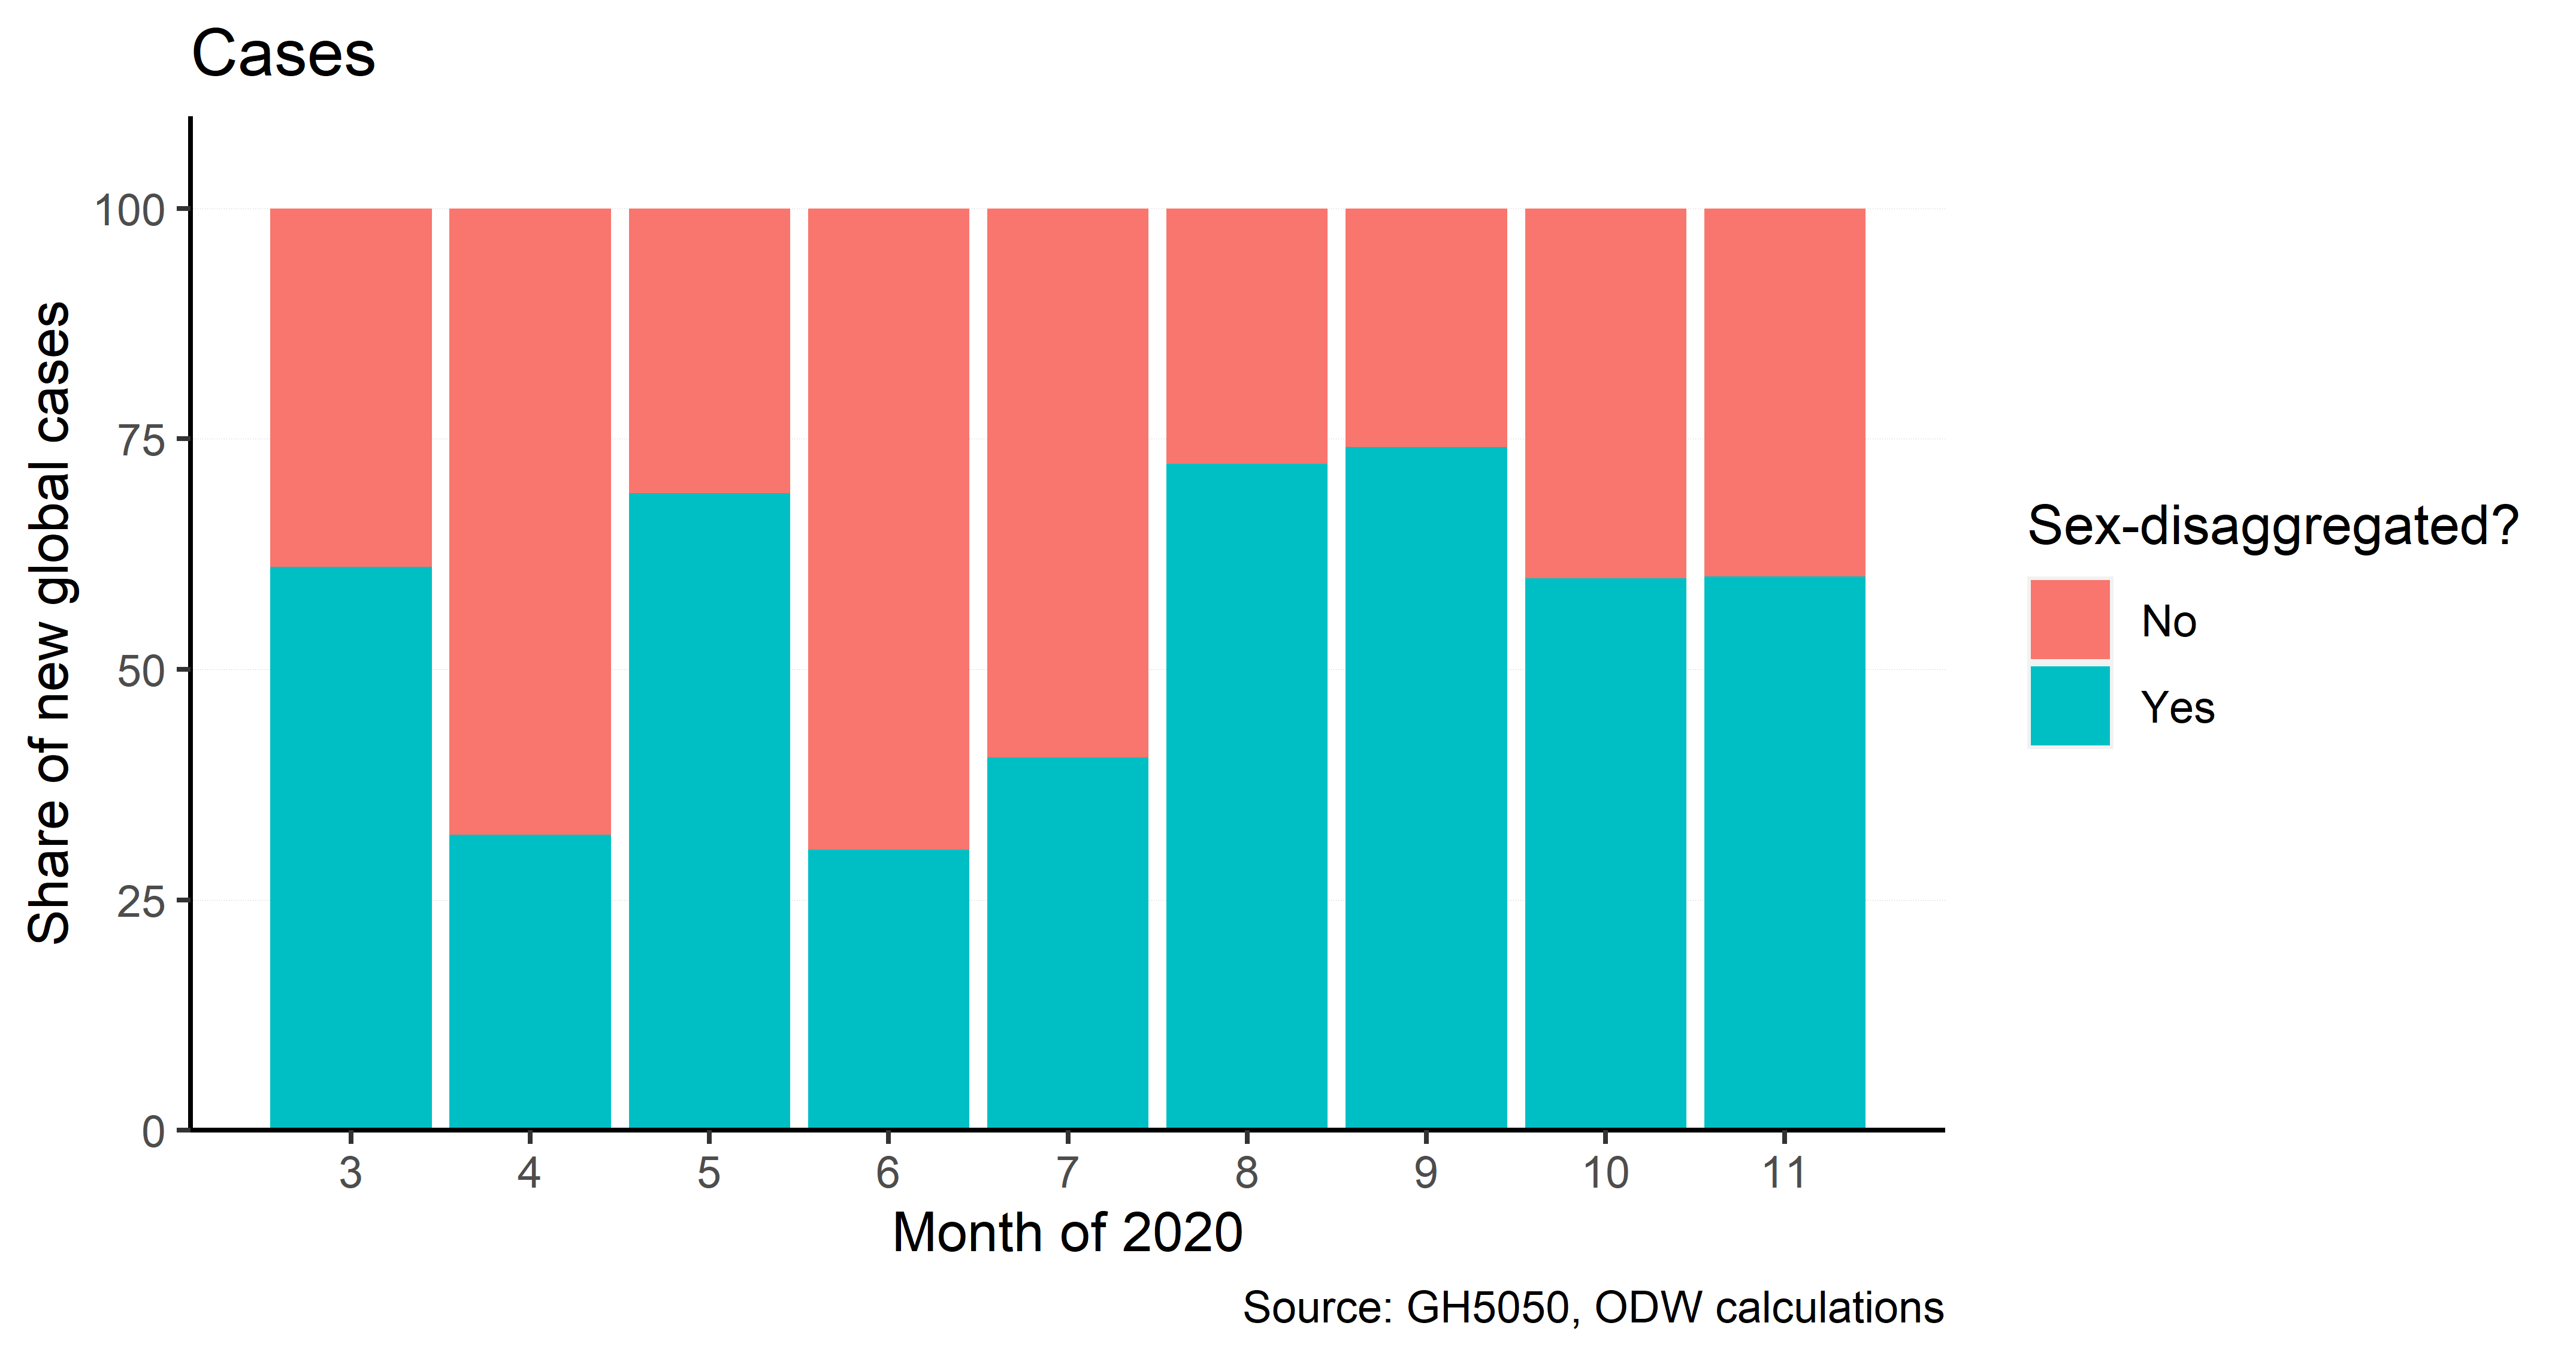 Cases
Share of new global cases
100
75
50
25
0
3 4 5 6 7 8 9 10 11
Month of 2020
Sex-disaggregated?
No
Yes
Source: GH5050, ODW calculations